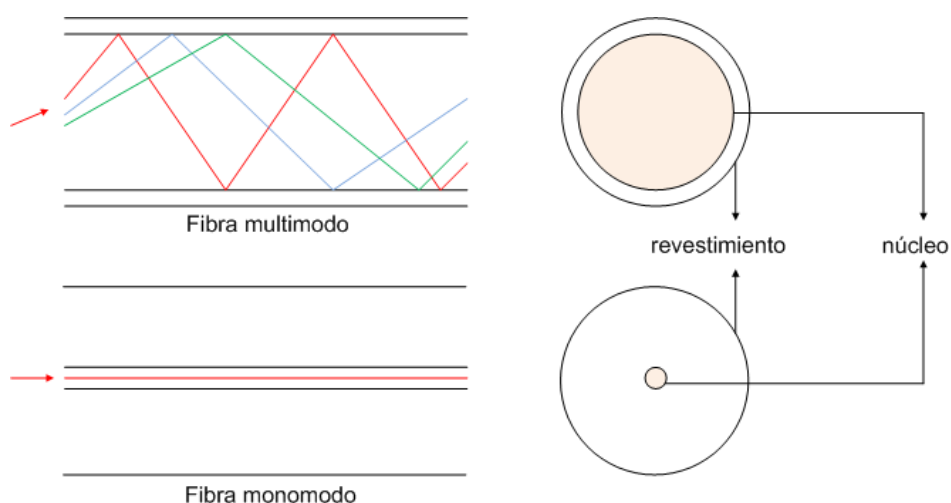 Fibra multimodo
revestimiento
núcleo
Fibra monomodo